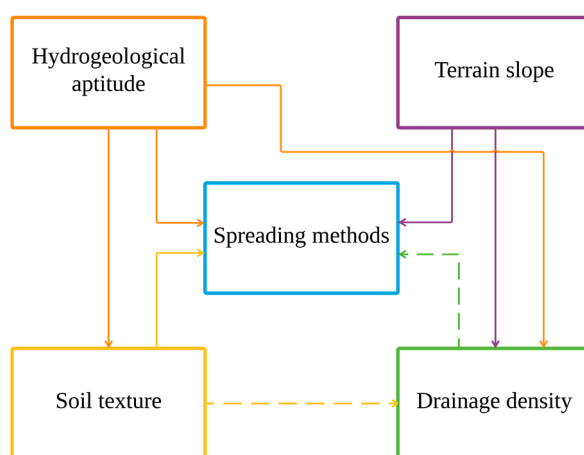 Hydrogeological
aptitude
Terrain slope
Spreading methods
Soil texture
Drainage density